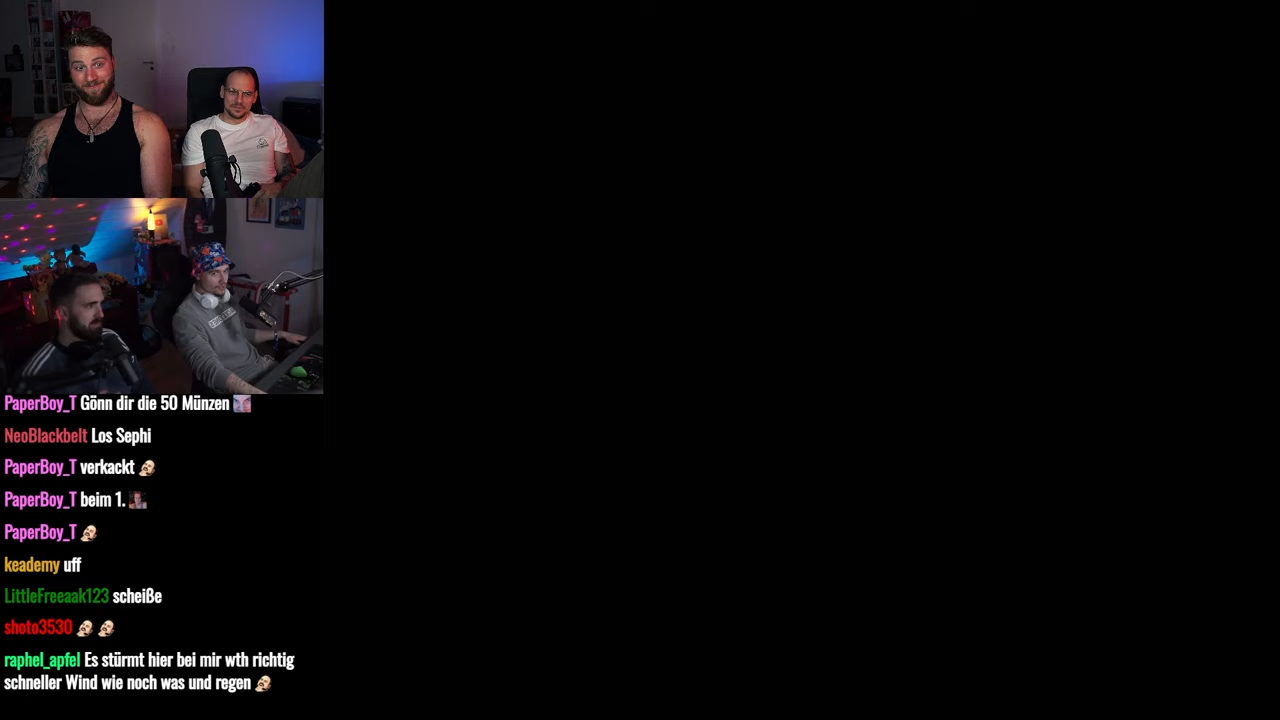 PaperBoy_T Gönn dir die 50 Münzen
NeoBlackbelt Los Sephi
PaperBoy_T verkackt
PaperBoy_T beim 1.
PaperBoy_T
keademy uff
LittleFreeaak123 scheiße
shoto3530
raphel_apfel Es stürmt hier bei mir wth richtig
schneller Wind wie noch was und regen